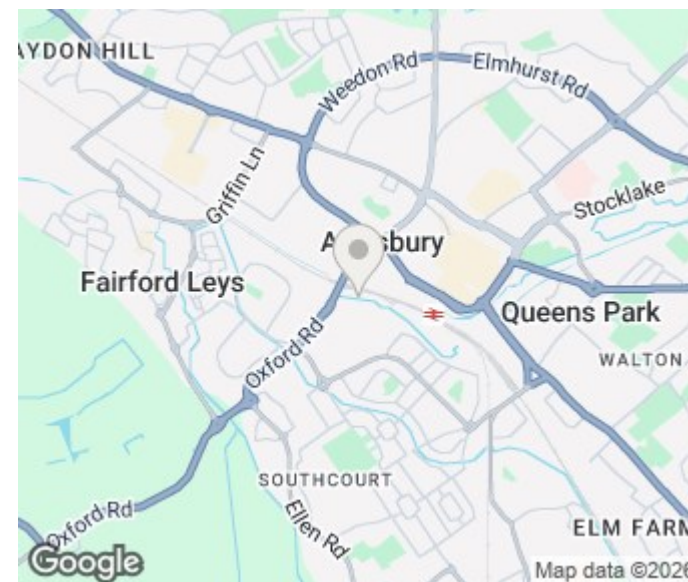 AYDON HILL
Weedon Rd
Elmhurst Rd
Griffin Ln
Stocklake
A sbury
Fairford Leys
Queens Park
WALTON
Oxford Rd
SOUTHCOURT
Oxford Rd
Ellen Rd
ELM FARM
Google
Map data ©2026